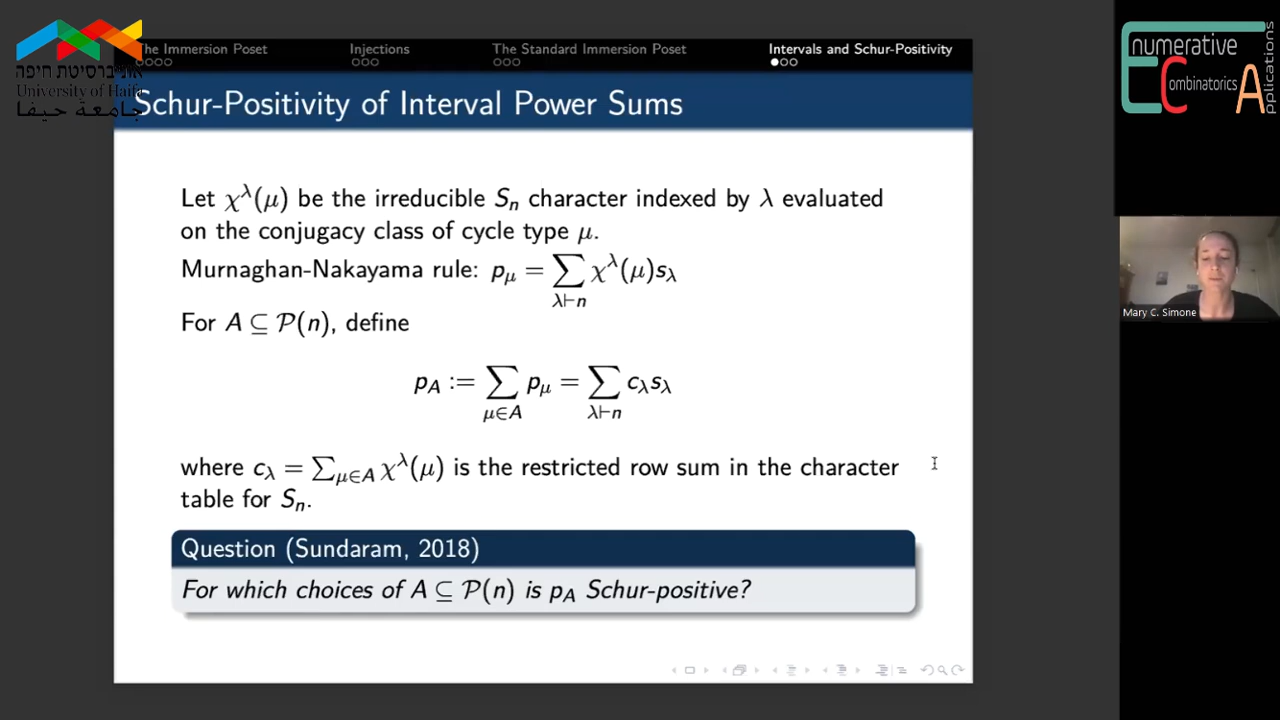 The Immersion Poset
Injections
The Standard Immersion Poset
Intervals and Schur-Positivity
אוניברסיטת חיפה
University of Haifa
جامعة حيفا
Schur-Positivity of Interval Power Sums
Let χ^λ(μ) be the irreducible S_n character indexed by λ evaluated
on the conjugacy class of cycle type μ.
Murnaghan-Nakayama rule: p_μ = ∑_{λ⊢n} χ^λ(μ)s_λ
For A ⊆ 𝒫(n), define
p_A := ∑_{μ∈A} p_μ = ∑_{λ⊢n} c_λ s_λ
where c_λ = ∑_{μ∈A} χ^λ(μ) is the restricted row sum in the character
table for S_n.
Question (Sundaram, 2018)
For which choices of A ⊆ 𝒫(n) is p_A Schur-positive?
Enumerative
Combinatorics
Applications
Mary C. Simone